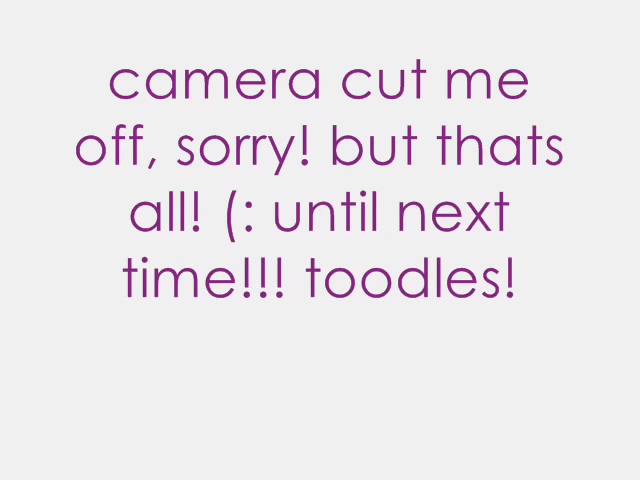 camera cut me
off, sorry! but thats
all! (: until next
time!!! toodles!